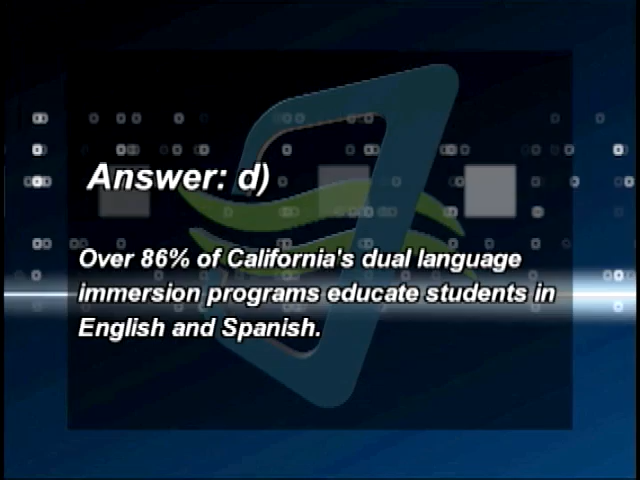 Answer: d)
Over 86% of California's dual language
immersion programs educate students in
English and Spanish.